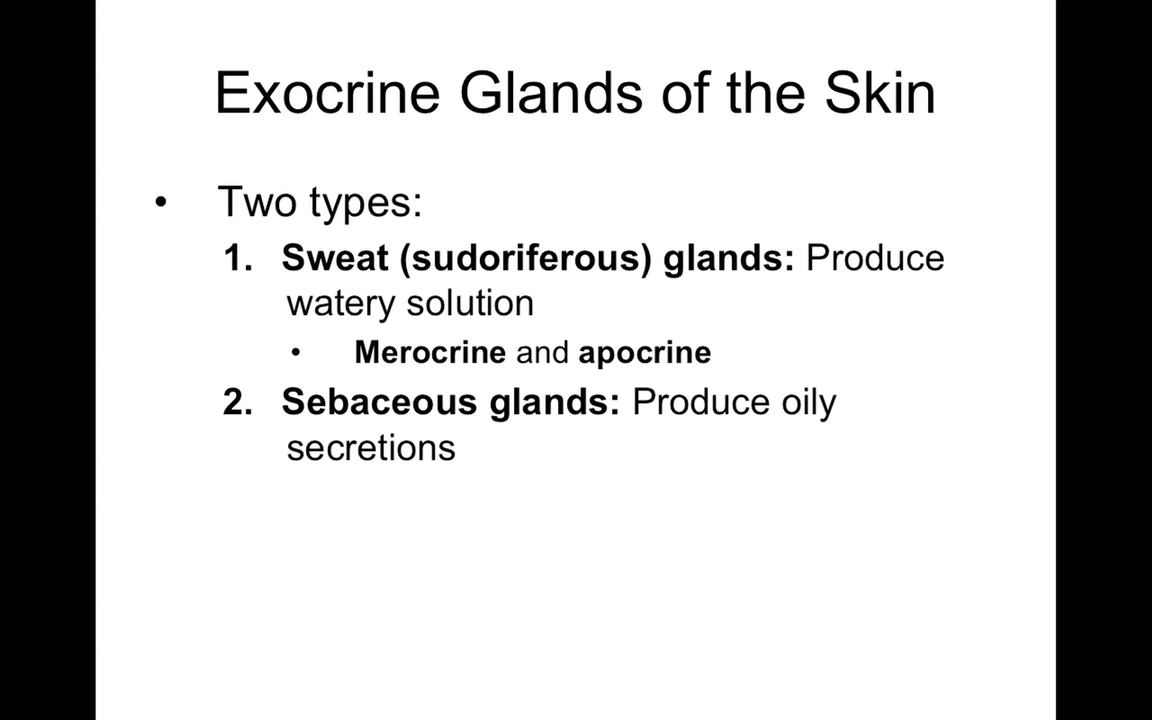 Exocrine Glands of the Skin
• Two types:
1. Sweat (sudoriferous) glands: Produce
watery solution
• Merocrine and apocrine
2. Sebaceous glands: Produce oily
secretions